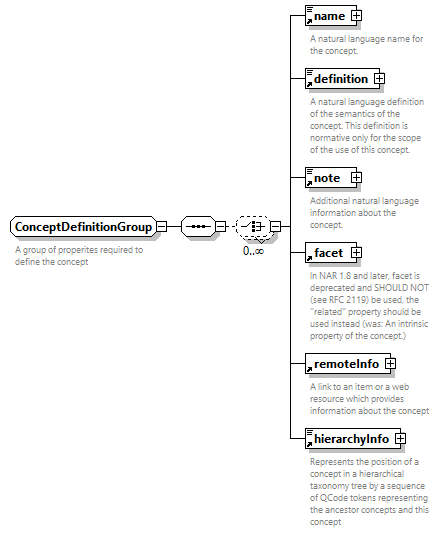 name
A natural language name for
the concept.
definition
A natural language definition
of the semantics of the
concept. This definition is
normative only for the scope
of the use of this concept.
note
Additional natural language
information about the
concept.
ConceptDefinitionGroup
A group of properites required to
define the concept
0..∞
facet
In NAR 1.8 and later, facet is
deprecated and SHOULD NOT
(see RFC 2119) be used, the
"related" property should be
used instead (was: An intrinsic
property of the concept.)
remoteInfo
A link to an item or a web
resource which provides
information about the concept
hierarchyInfo
Represents the position of a
concept in a hierarchical
taxonomy tree by a sequence
of QCode tokens representing
the ancestor concepts and this
concept